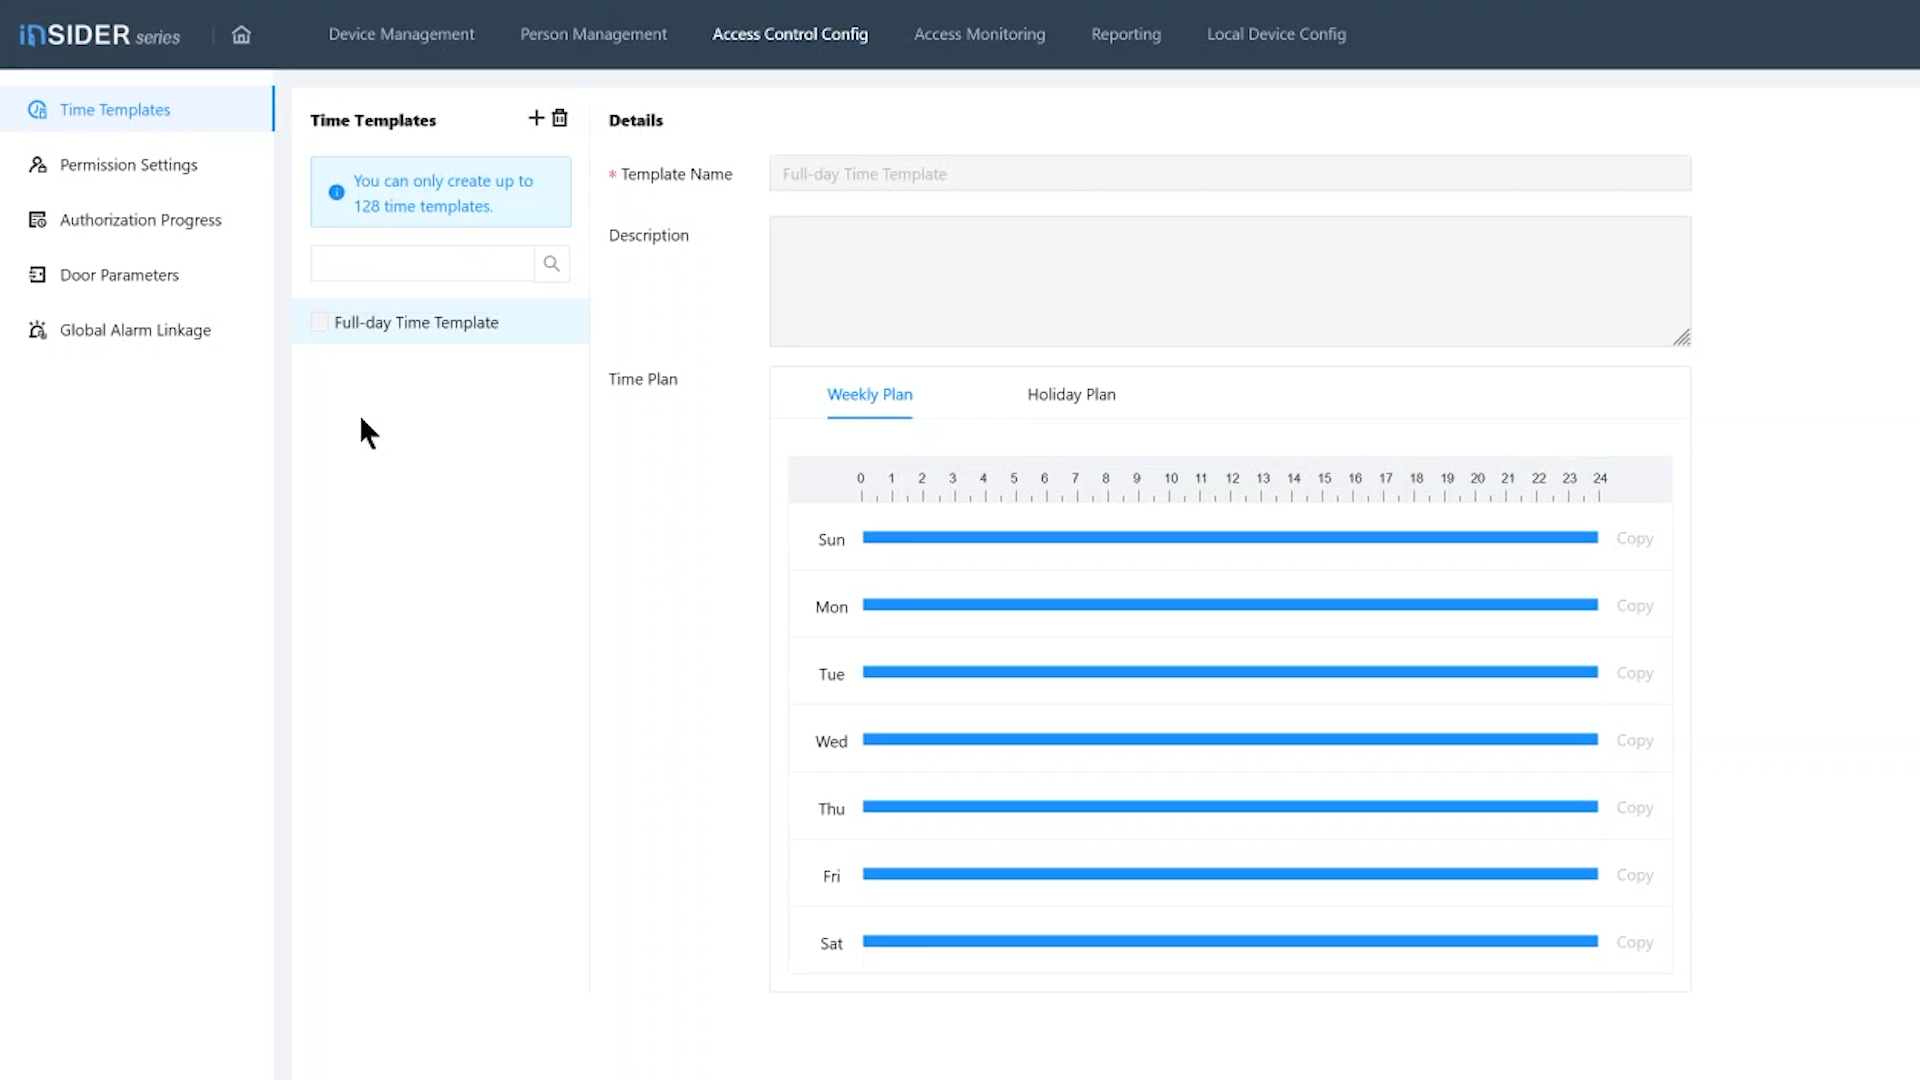 inSIDER series
Device Management
Person Management
Access Control Config
Access Monitoring
Reporting
Local Device Config
Time Templates
Permission Settings
Authorization Progress
Door Parameters
Global Alarm Linkage
Time Templates
You can only create up to
128 time templates.
Full-day Time Template
Details
* Template Name
Full-day Time Template
Description
Time Plan
Weekly Plan
Holiday Plan
0 1 2 3 4 5 6 7 8 9 10 11 12 13 14 15 16 17 18 19 20 21 22 23 24
Sun Copy
Mon Copy
Tue Copy
Wed Copy
Thu Copy
Fri Copy
Sat Copy